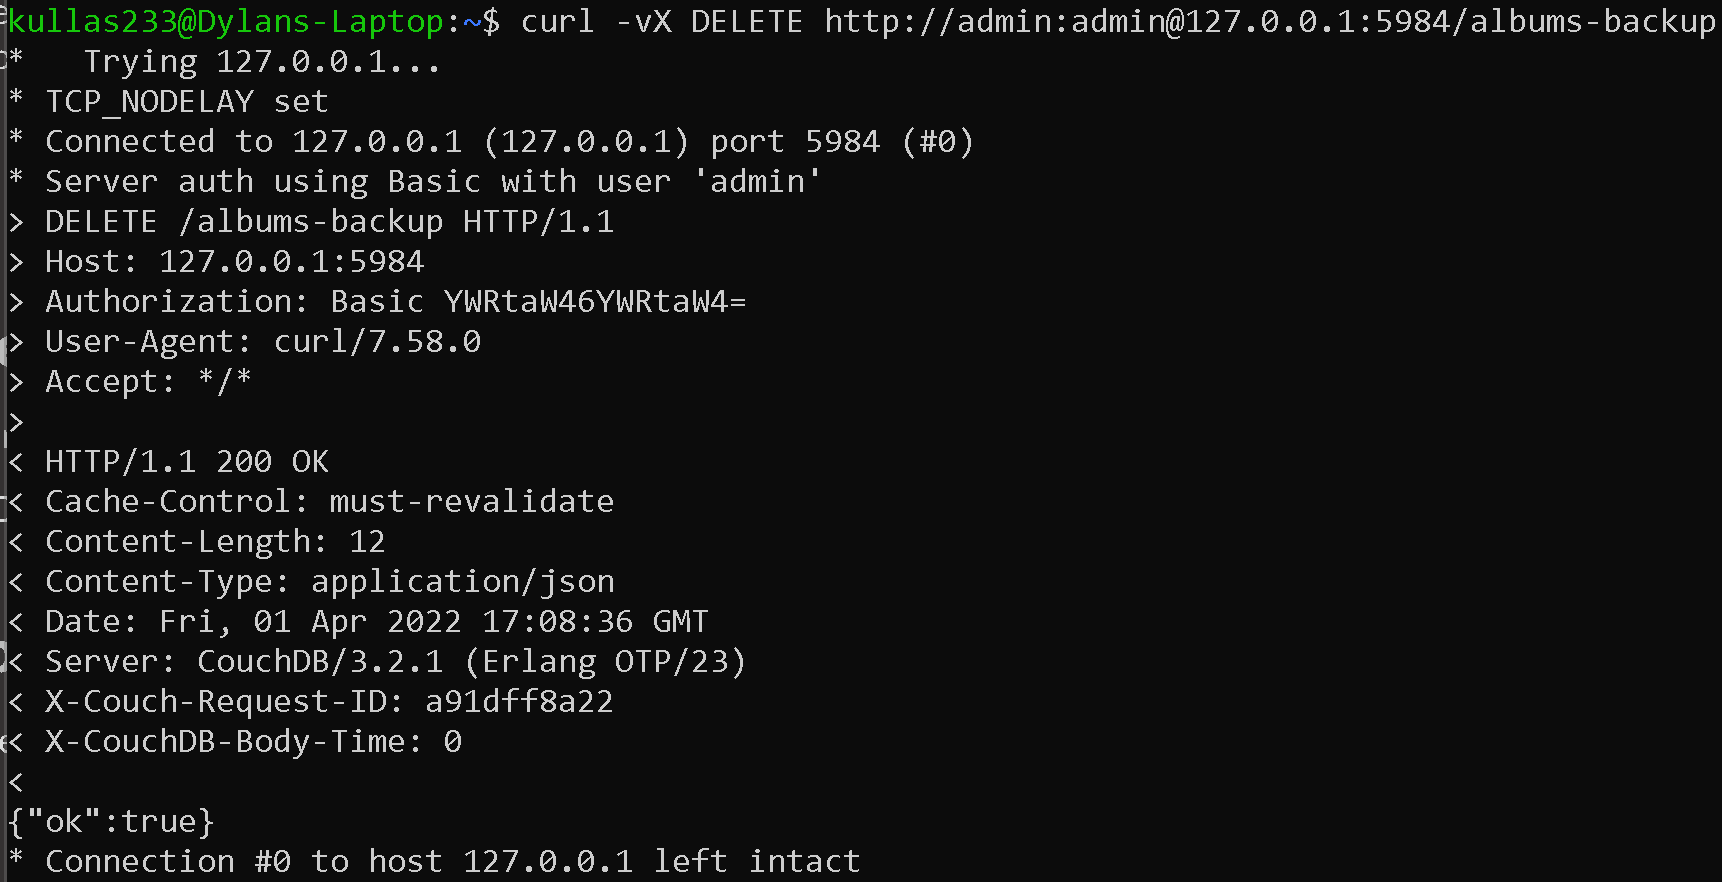 kullas233@Dylans-Laptop:~$ curl -vX DELETE http://admin:admin@127.0.0.1:5984/albums-backup
*   Trying 127.0.0.1...
* TCP_NODELAY set
* Connected to 127.0.0.1 (127.0.0.1) port 5984 (#0)
* Server auth using Basic with user 'admin'
> DELETE /albums-backup HTTP/1.1
> Host: 127.0.0.1:5984
> Authorization: Basic YWRtaW46YWRtaW4=
> User-Agent: curl/7.58.0
> Accept: */*
>
< HTTP/1.1 200 OK
< Cache-Control: must-revalidate
< Content-Length: 12
< Content-Type: application/json
< Date: Fri, 01 Apr 2022 17:08:36 GMT
< Server: CouchDB/3.2.1 (Erlang OTP/23)
< X-Couch-Request-ID: a91dff8a22
< X-CouchDB-Body-Time: 0
<
{"ok":true}
* Connection #0 to host 127.0.0.1 left intact